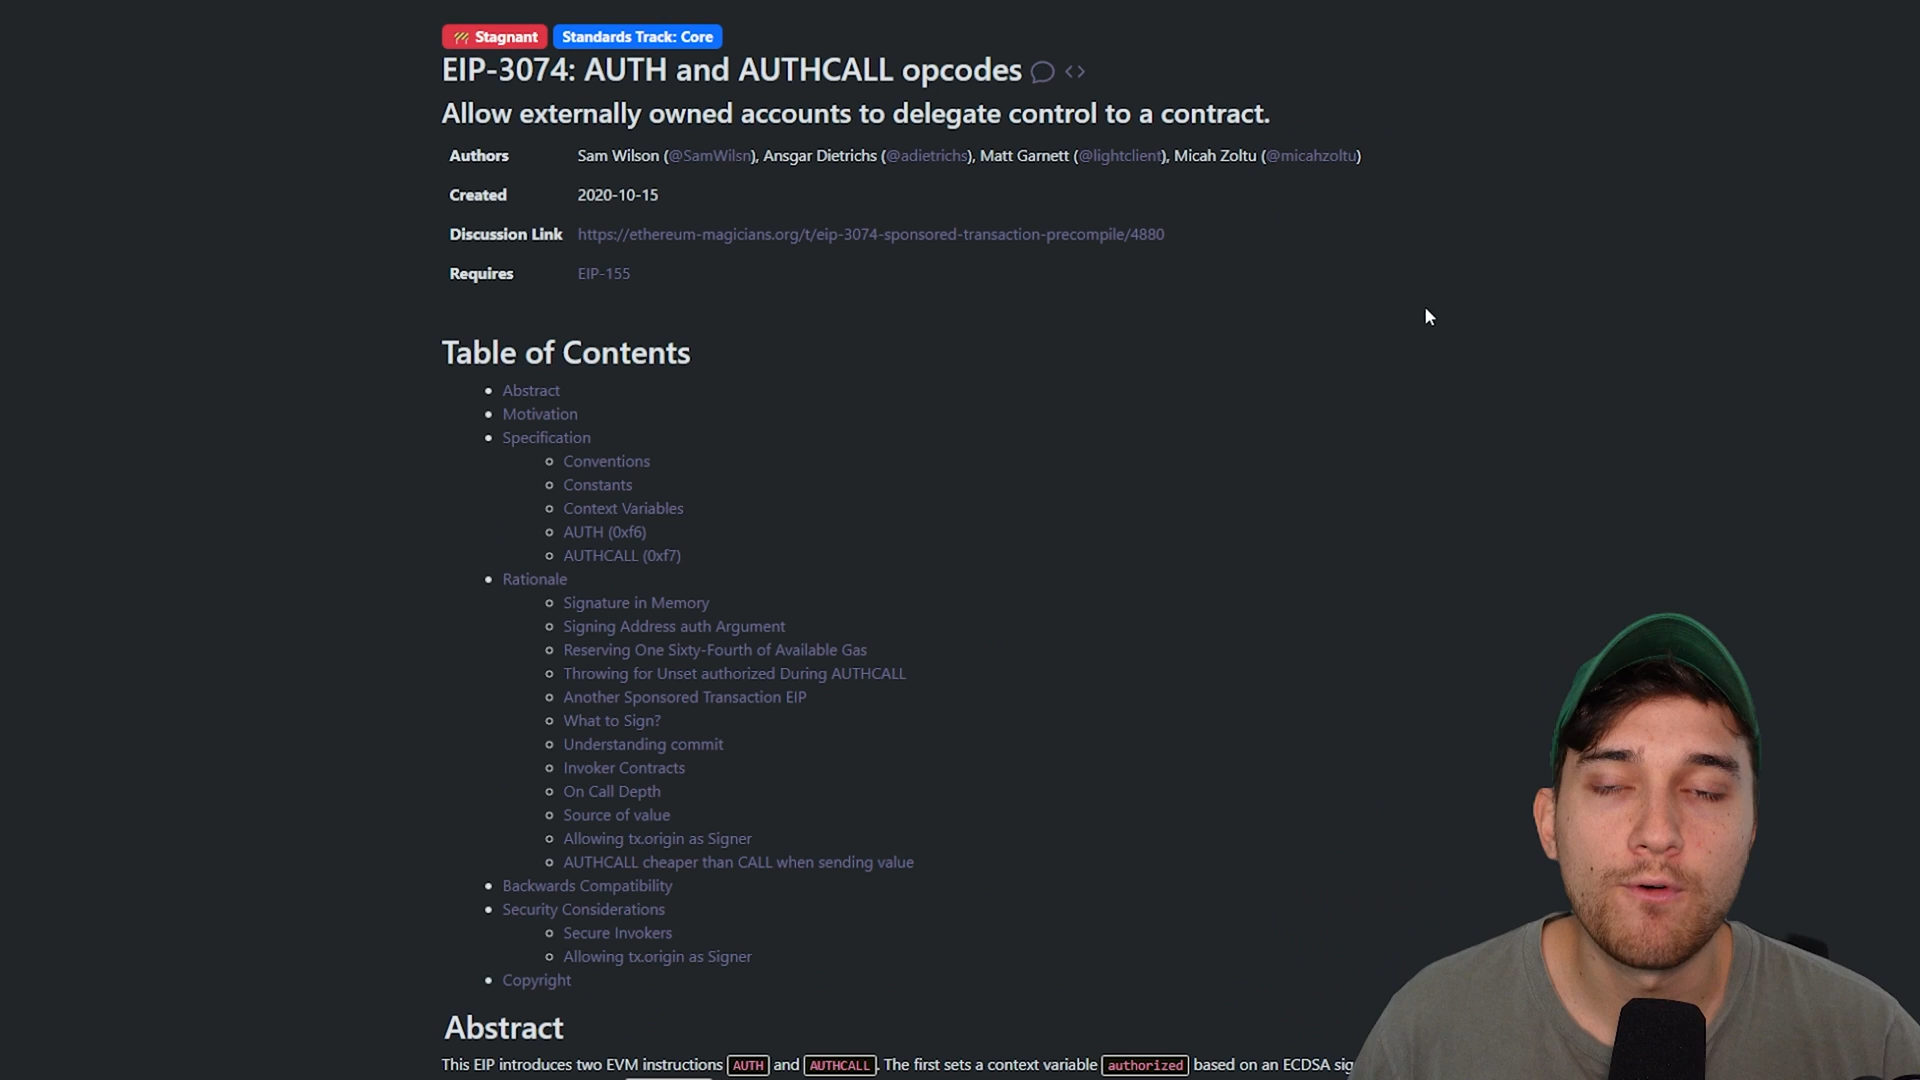 Stagnant Standards Track: Core
EIP-3074: AUTH and AUTHCALL opcodes
Allow externally owned accounts to delegate control to a contract.
Authors Sam Wilson (@SamWilsn), Ansgar Dietrichs (@adietrichs), Matt Garnett (@lightclient), Micah Zoltu (@micahzoltu)
Created 2020-10-15
Discussion Link https://ethereum-magicians.org/t/eip-3074-sponsored-transaction-precompile/4880
Requires EIP-155
Table of Contents
Abstract
Motivation
Specification
Conventions
Constants
Context Variables
AUTH (0xf6)
AUTHCALL (0xf7)
Rationale
Signature in Memory
Signing Address auth Argument
Reserving One Sixty-Fourth of Available Gas
Throwing for Unset authorized During AUTHCALL
Another Sponsored Transaction EIP
What to Sign?
Understanding commit
Invoker Contracts
On Call Depth
Source of value
Allowing tx.origin as Signer
AUTHCALL cheaper than CALL when sending value
Backwards Compatibility
Security Considerations
Secure Invokers
Allowing tx.origin as Signer
Copyright
Abstract
This EIP introduces two EVM instructions AUTH and AUTHCALL. The first sets a context variable authorized based on an ECDSA sig